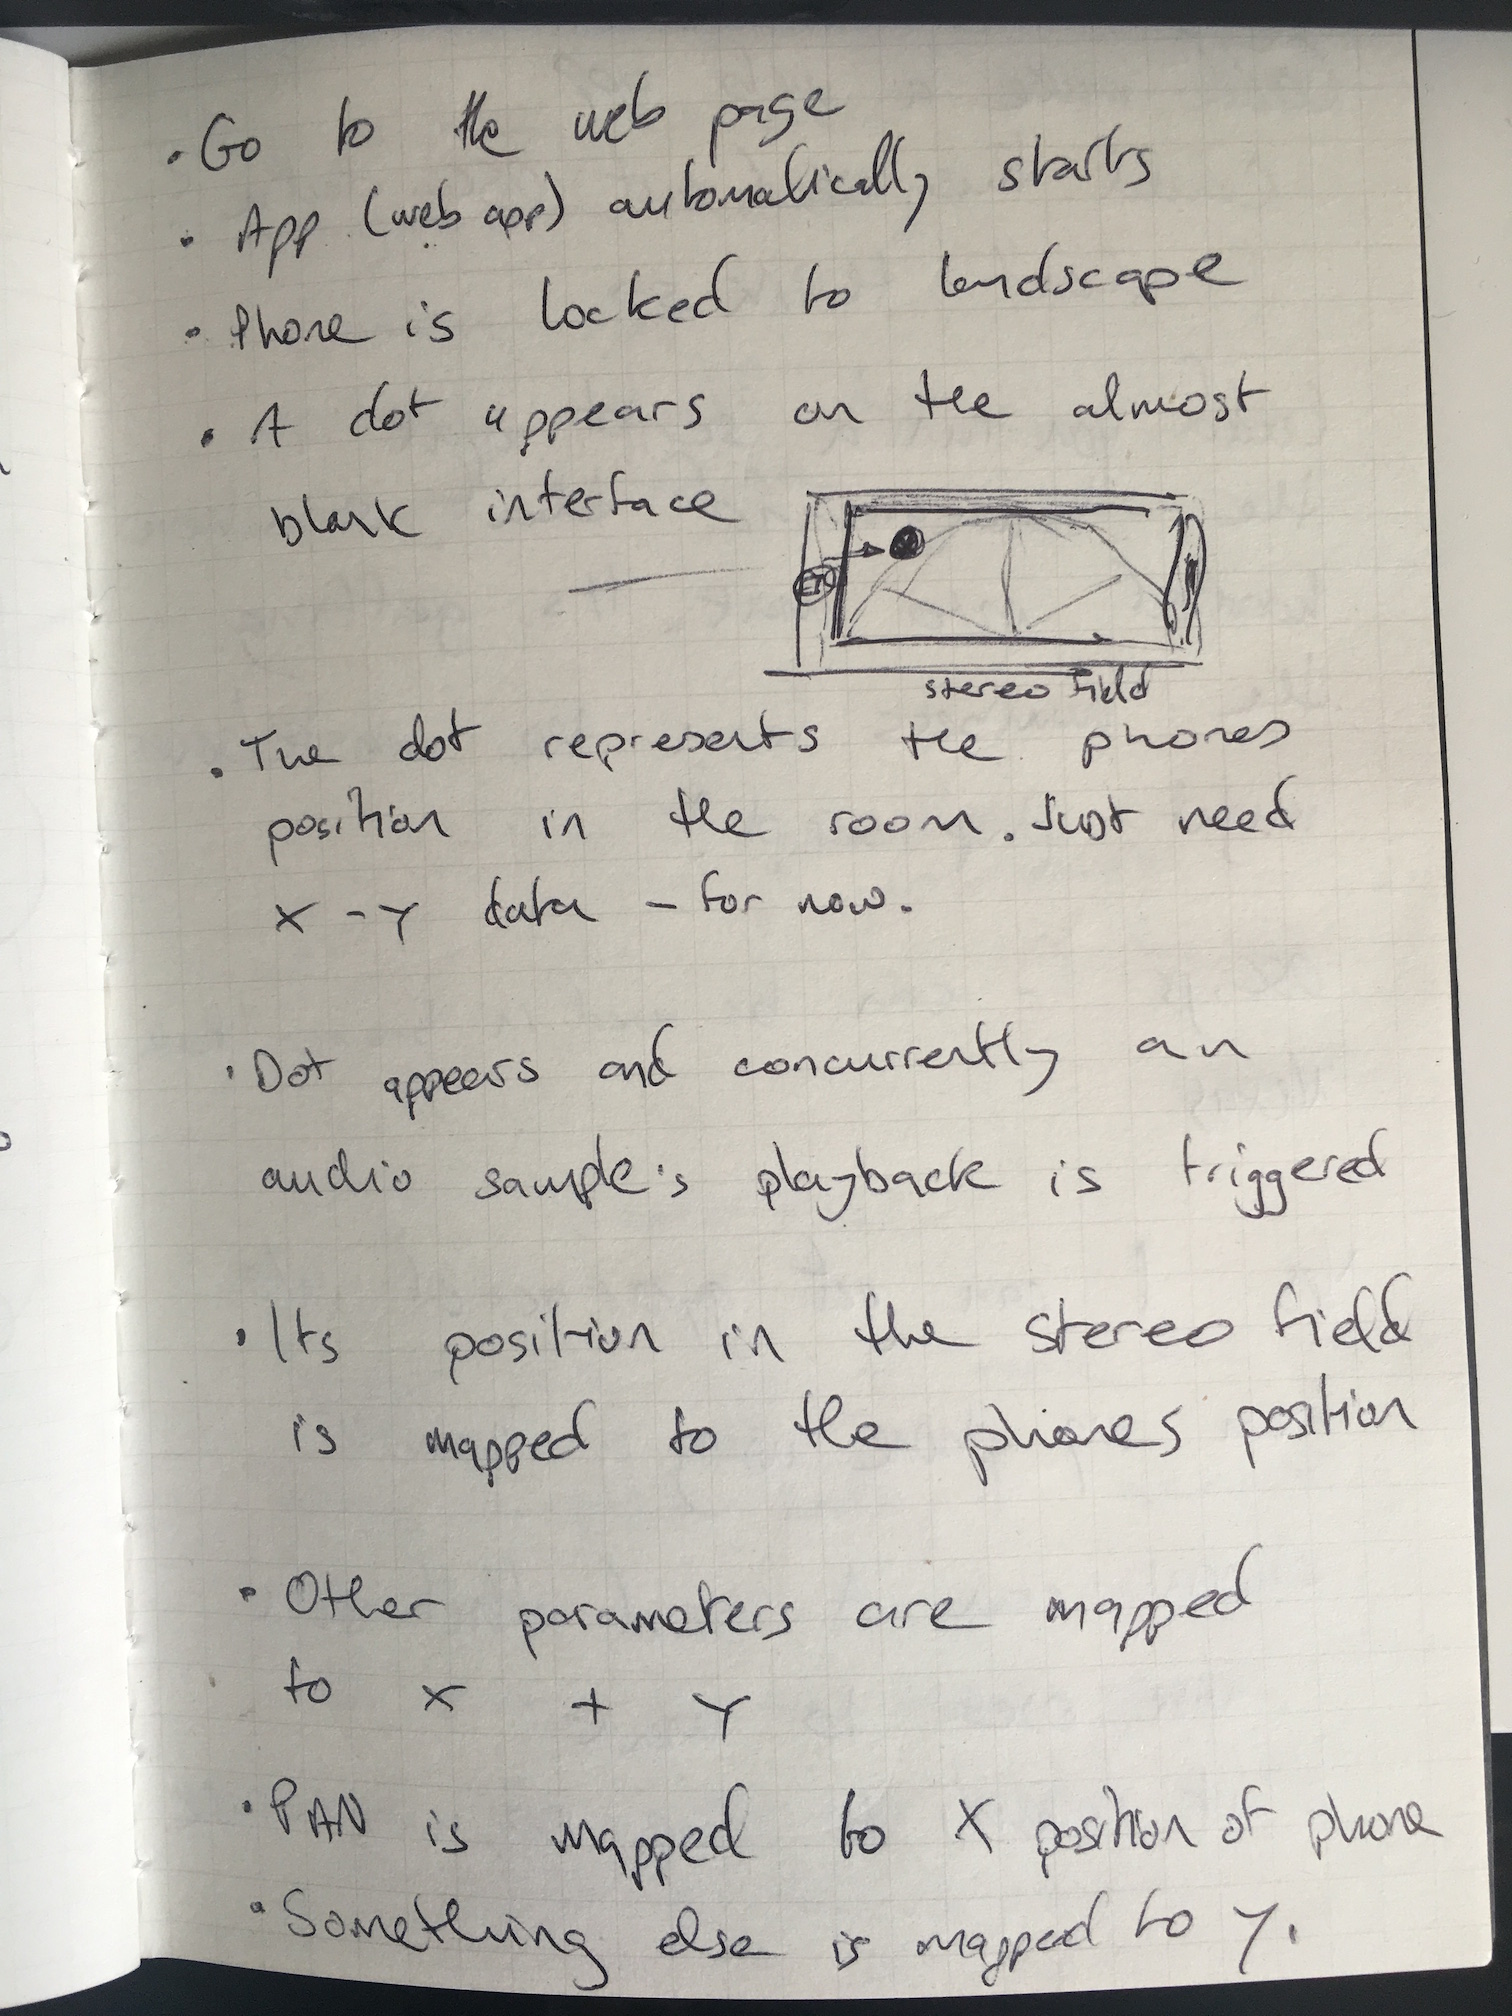 · Go to the web page
· App (web app) automatically starts
· Phone is locked to landscape
· A dot appears on the almost
blank interface
stereo field
· The dot represents the phones
position in the room. Just need
X - Y data - for now.
· Dot appears and concurrently an
audio sample's playback is triggered
· Its position in the stereo field
is mapped to the phones position
· Other parameters are mapped
to x + Y
· PAN is mapped to X position of phone
· Something else is mapped to Y.